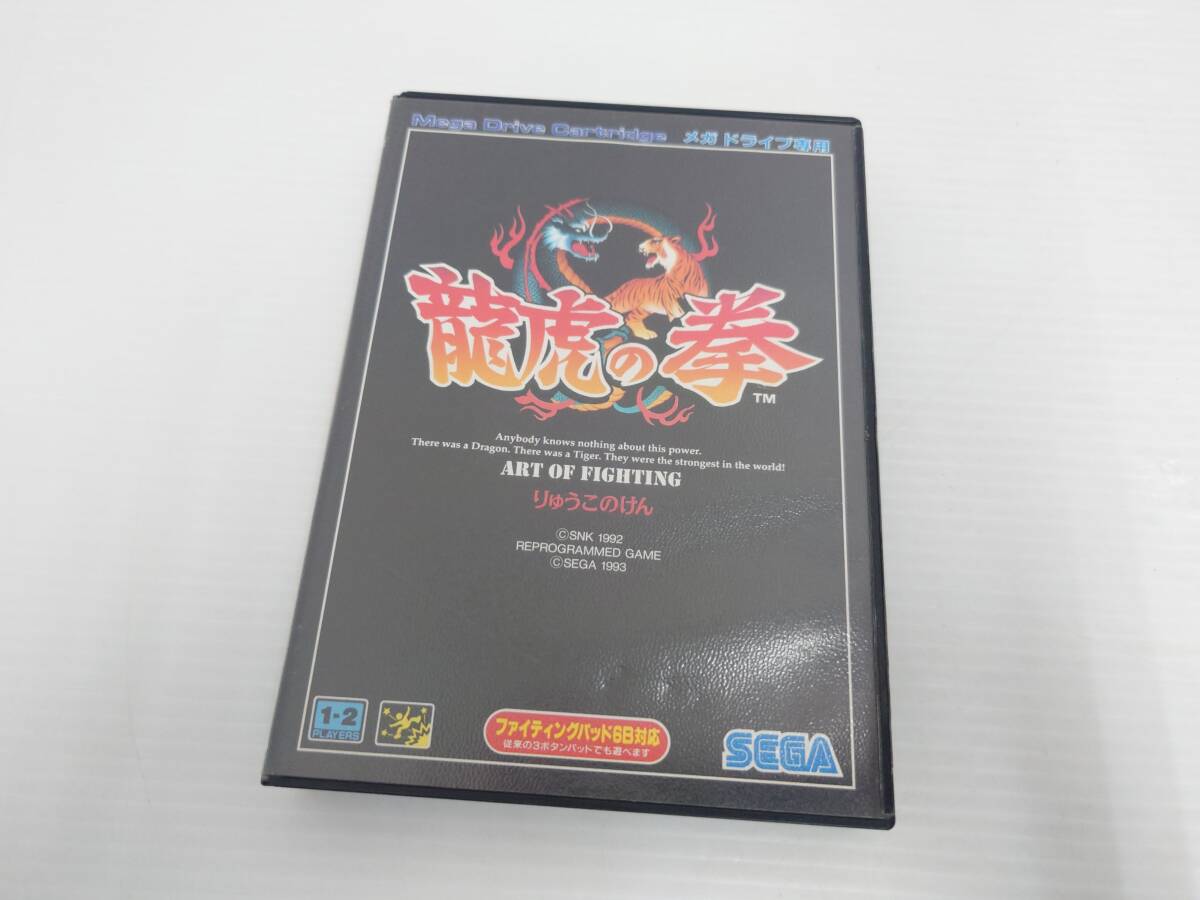 Mega Drive Cartridge メガドライブ専用
龍虎の拳
TM
Anybody knows nothing about this power.
There was a Dragon. There was a Tiger. They were the strongest in the world!
ART OF FIGHTING
りゅうこのけん
©SNK 1992
REPROGRAMMED GAME
©SEGA 1993
1-2
PLAYERS
ファイティングパッド6B対応
従来の3ボタンパットでも遊べます
SEGA